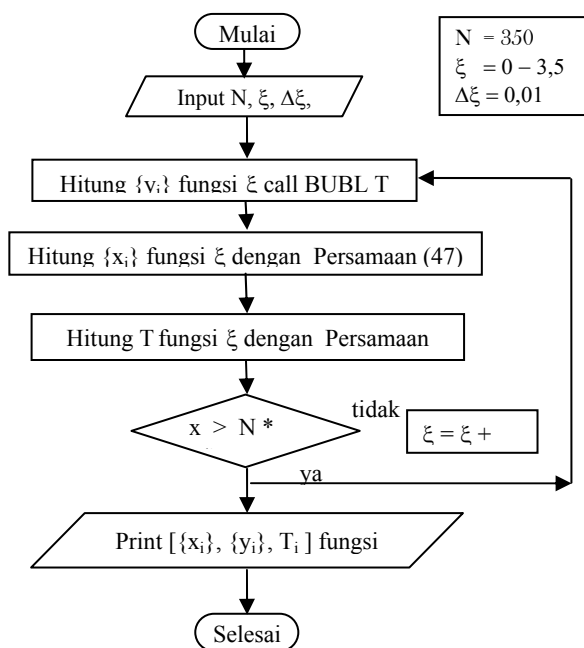 Mulai
N = 350
ξ = 0 – 3,5
Δξ = 0,01
Input N, ξ, Δξ,
Hitung {yᵢ} fungsi ξ call BUBL T
Hitung {xᵢ} fungsi ξ dengan Persamaan (47)
Hitung T fungsi ξ dengan Persamaan
x > N *
tidak
ξ = ξ +
ya
Print [{xᵢ}, {yᵢ}, Tᵢ ] fungsi
Selesai